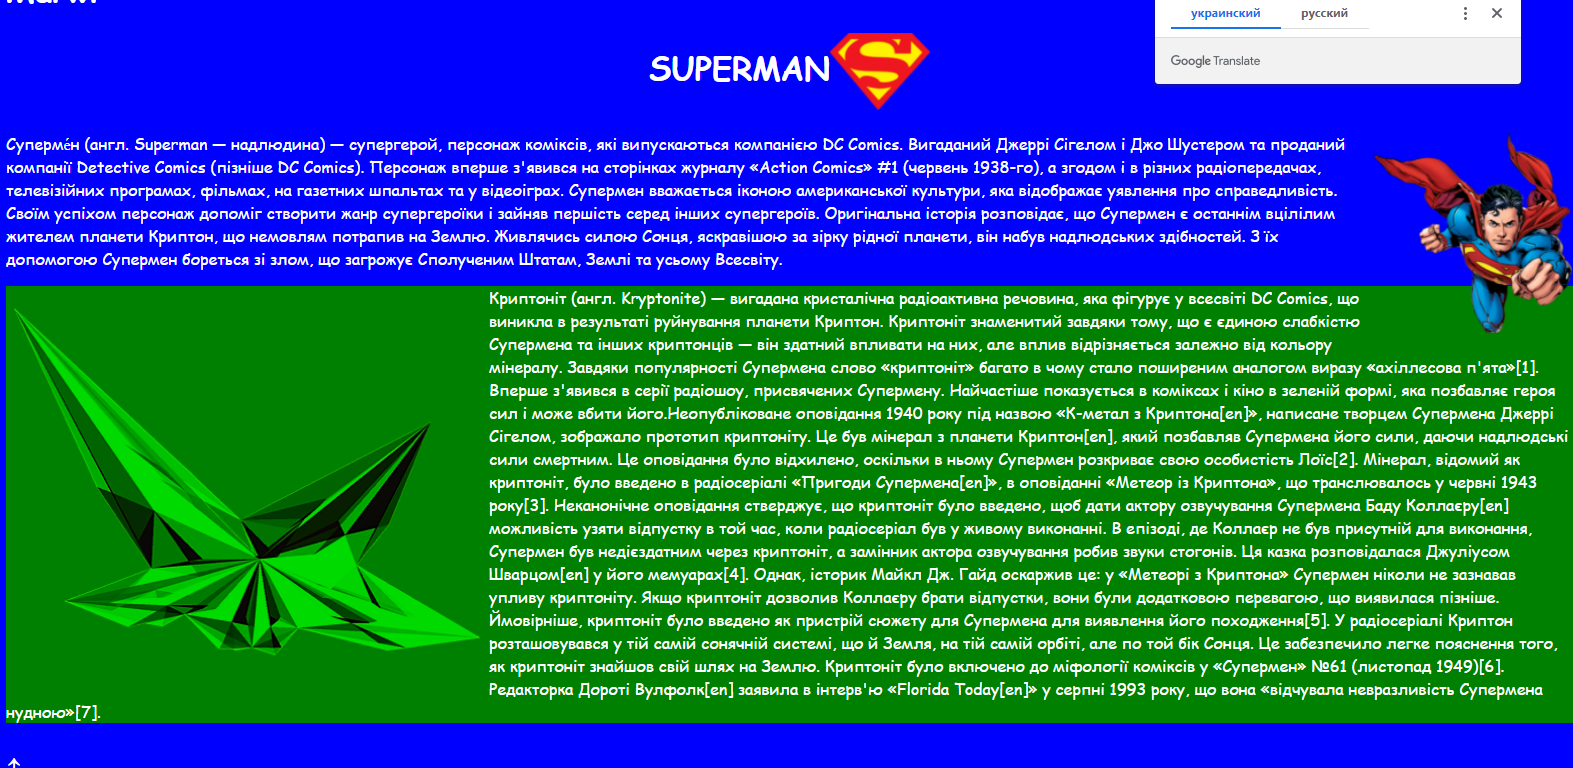 украинский русский
Google Translate
SUPERMAN
Суперме́н (англ. Superman — надлюдина) — супергерой, персонаж коміксів, які випускаються компанією DC Comics. Вигаданий Джеррі Сігелом і Джо Шустером та проданий
компанії Detective Comics (пізніше DC Comics). Персонаж вперше з'явився на сторінках журналу «Action Comics» #1 (червень 1938-го), а згодом і в різних радіопередачах,
телевізійних програмах, фільмах, на газетних шпальтах та у відеоіграх. Супермен вважається іконою американської культури, яка відображає уявлення про справедливість.
Своїм успіхом персонаж допоміг створити жанр супергероїки і зайняв першість серед інших супергероїв. Оригінальна історія розповідає, що Супермен є останнім вцілілим
жителем планети Криптон, що немовлям потрапив на Землю. Живлячись силою Сонця, яскравішою за зірку рідної планети, він набув надлюдських здібностей. З їх
допомогою Супермен бореться зі злом, що загрожує Сполученим Штатам, Землі та усьому Всесвіту.
Криптоніт (англ. Kryptonite) — вигадана кристалічна радіоактивна речовина, яка фігурує у всесвіті DC Comics, що
виникла в результаті руйнування планети Криптон. Криптоніт знаменитий завдяки тому, що є єдиною слабкістю
Супермена та інших криптонців — він здатний впливати на них, але вплив відрізняється залежно від кольору
мінералу. Завдяки популярності Супермена слово «криптоніт» багато в чому стало поширеним аналогом виразу «ахіллесова п'ята»[1].
Вперше з'явився в серії радіошоу, присвячених Супермену. Найчастіше показується в коміксах і кіно в зеленій формі, яка позбавляє героя
сил і може вбити його.Неопубліковане оповідання 1940 року під назвою «К-метал з Криптона[en]», написане творцем Супермена Джеррі
Сігелом, зображало прототип криптоніту. Це був мінерал з планети Криптон[en], який позбавляв Супермена його сили, даючи надлюдські
сили смертним. Це оповідання було відхилено, оскільки в ньому Супермен розкриває свою особистість Лоїс[2]. Мінерал, відомий як
криптоніт, було введено в радіосеріалі «Пригоди Супермена[en]», в оповіданні «Метеор із Криптона», що транслювалось у червні 1943
року[3]. Неканонічне оповідання стверджує, що криптоніт було введено, щоб дати актору озвучування Супермена Баду Коллаєру[en]
можливість узяти відпустку в той час, коли радіосеріал був у живому виконанні. В епізоді, де Коллаєр не був присутній для виконання,
Супермен був недієздатним через криптоніт, а замінник актора озвучування робив звуки стогонів. Ця казка розповідалася Джуліусом
Шварцом[en] у його мемуарах[4]. Однак, історик Майкл Дж. Гайд оскаржив це: у «Метеорі з Криптона» Супермен ніколи не зазнавав
упливу криптоніту. Якщо криптоніт дозволив Коллаєру брати відпустки, вони були додатковою перевагою, що виявилася пізніше.
Ймовірніше, криптоніт було введено як пристрій сюжету для Супермена для виявлення його походження[5]. У радіосеріалі Криптон
розташовувався у тій самій сонячній системі, що й Земля, на тій самій орбіті, але по той бік Сонця. Це забезпечило легке пояснення того,
як криптоніт знайшов свій шлях на Землю. Криптоніт було включено до міфології коміксів у «Супермен» №61 (листопад 1949)[6].
Редакторка Дороті Вулфолк[en] заявила в інтерв'ю «Florida Today[en]» у серпні 1993 року, що вона «відчувала невразливість Супермена
нудною»[7].